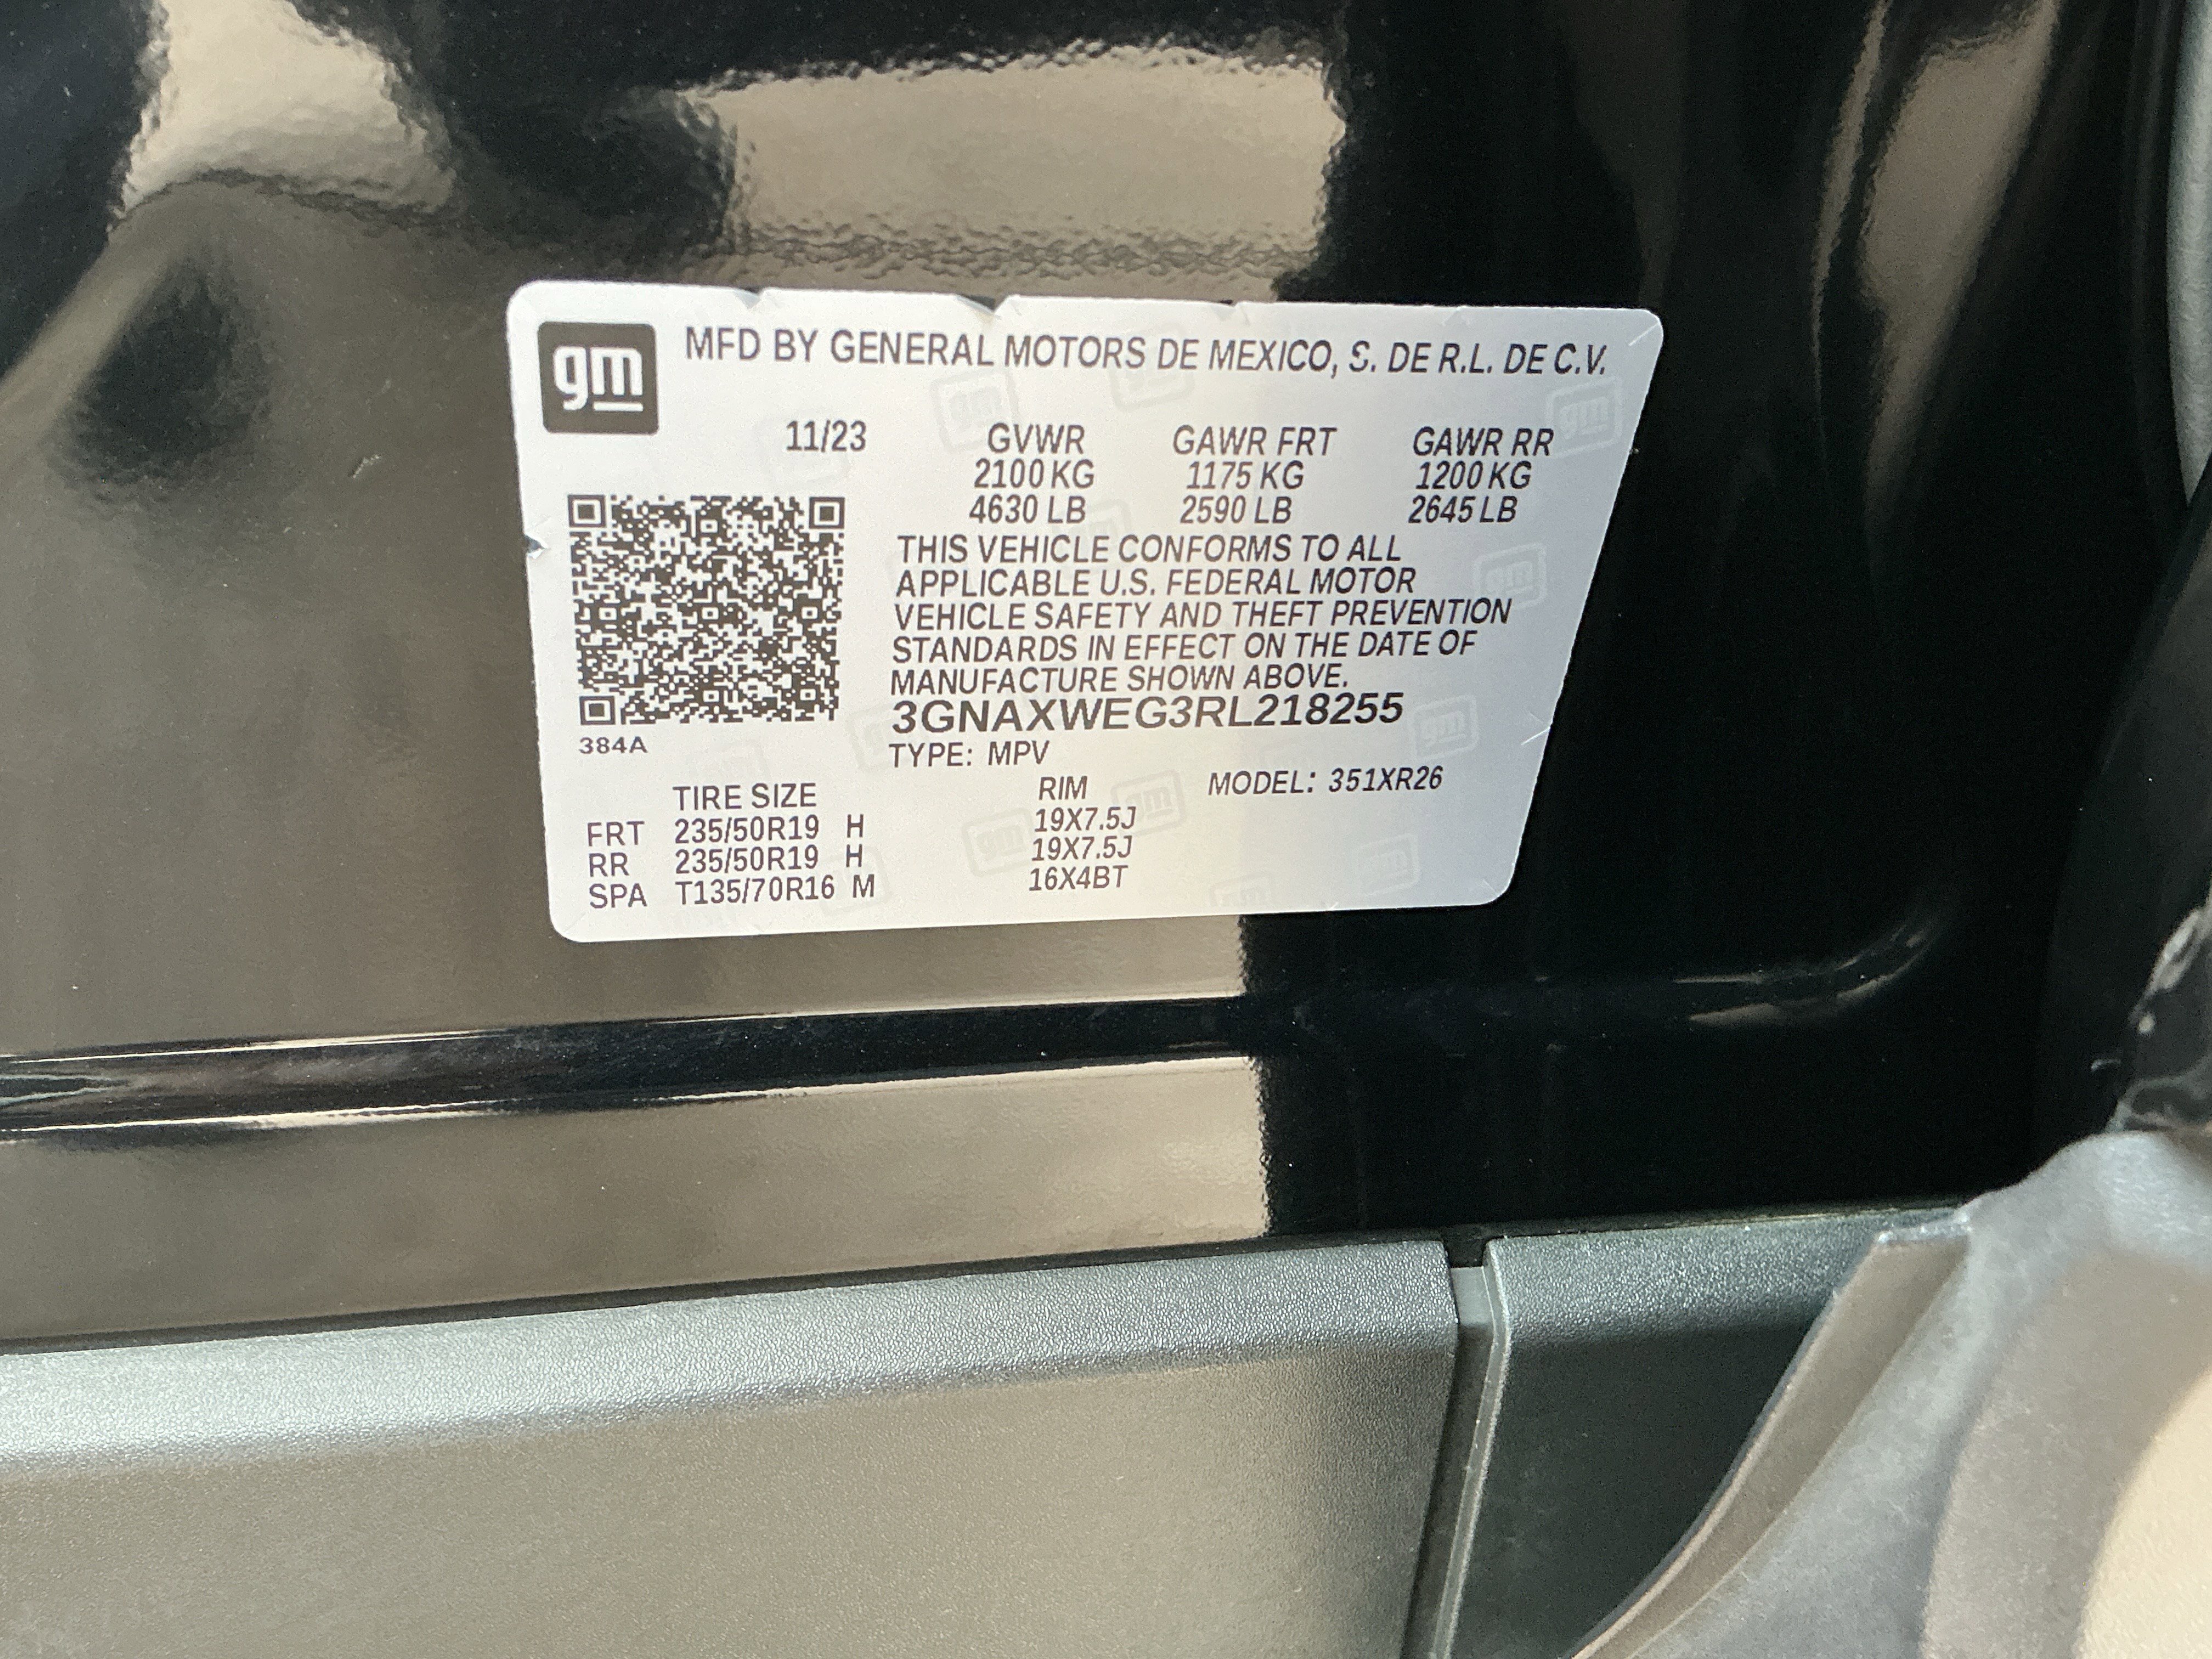 gm MFD BY GENERAL MOTORS DE MEXICO, S. DE R.L. DE C.V.
11/23 GVWR GAWR FRT GAWR RR
2100 KG 1175 KG 1200 KG
4630 LB 2590 LB 2645 LB
THIS VEHICLE CONFORMS TO ALL
APPLICABLE U.S. FEDERAL MOTOR
VEHICLE SAFETY AND THEFT PREVENTION
STANDARDS IN EFFECT ON THE DATE OF
MANUFACTURE SHOWN ABOVE.
3GNAXWEG3RL218255
384A
TYPE: MPV
TIRE SIZE RIM MODEL: 351XR26
FRT 235/50R19 H 19X7.5J
RR 235/50R19 H 19X7.5J
SPA T135/70R16 M 16X4BT